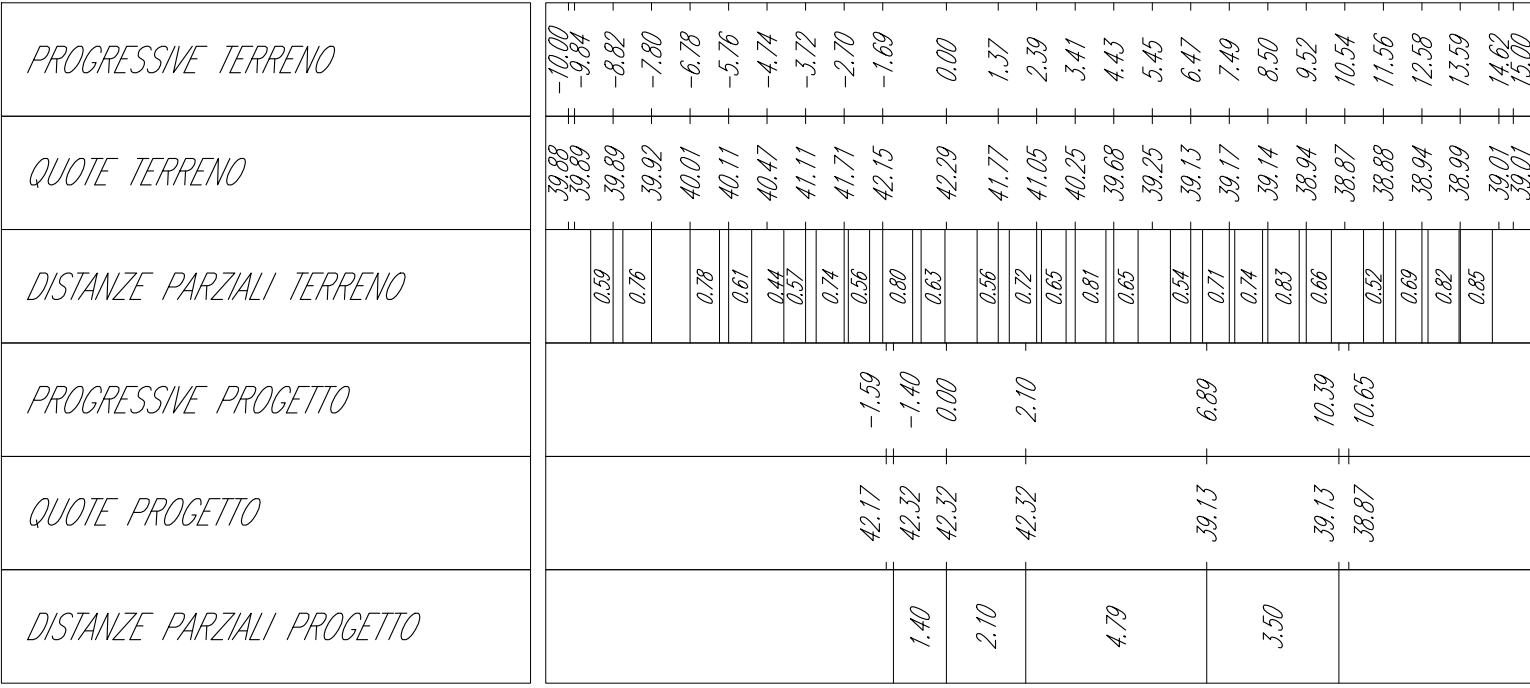 PROGRESSIVE TERRENO -10.00 -9.84 -8.82 -7.80 -6.78 -5.76 -4.74 -3.72 -2.70 -1.69 0.00 1.37 2.39 3.41 4.43 5.45 6.47 7.49 8.50 9.52 10.54 11.56 12.58 13.59 14.62 15.00
QUOTE TERRENO 39.88 39.89 39.89 39.92 40.01 40.11 40.47 41.11 41.71 42.15 42.29 41.77 41.05 40.25 39.68 39.25 39.13 39.17 39.14 38.94 38.87 38.88 38.94 38.99 39.01 39.01
DISTANZE PARZIALI TERRENO 0.59 0.76 0.78 0.61 0.44 0.57 0.74 0.56 0.80 0.63 0.56 0.72 0.65 0.81 0.65 0.54 0.71 0.74 0.83 0.66 0.52 0.69 0.82 0.85
PROGRESSIVE PROGETTO -1.59 -1.40 0.00 2.10 6.89 10.39 10.65
QUOTE PROGETTO 42.17 42.32 42.32 42.32 39.13 39.13 38.87
DISTANZE PARZIALI PROGETTO 1.40 2.10 4.79 3.50